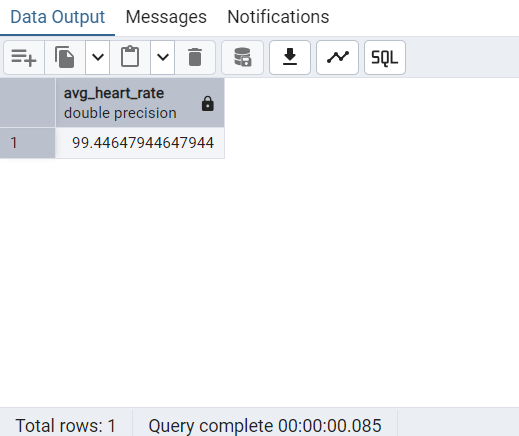 Data Output Messages Notifications
SQL
avg_heart_rate
double precision
1 99.44647944647944
Total rows: 1 Query complete 00:00:00.085